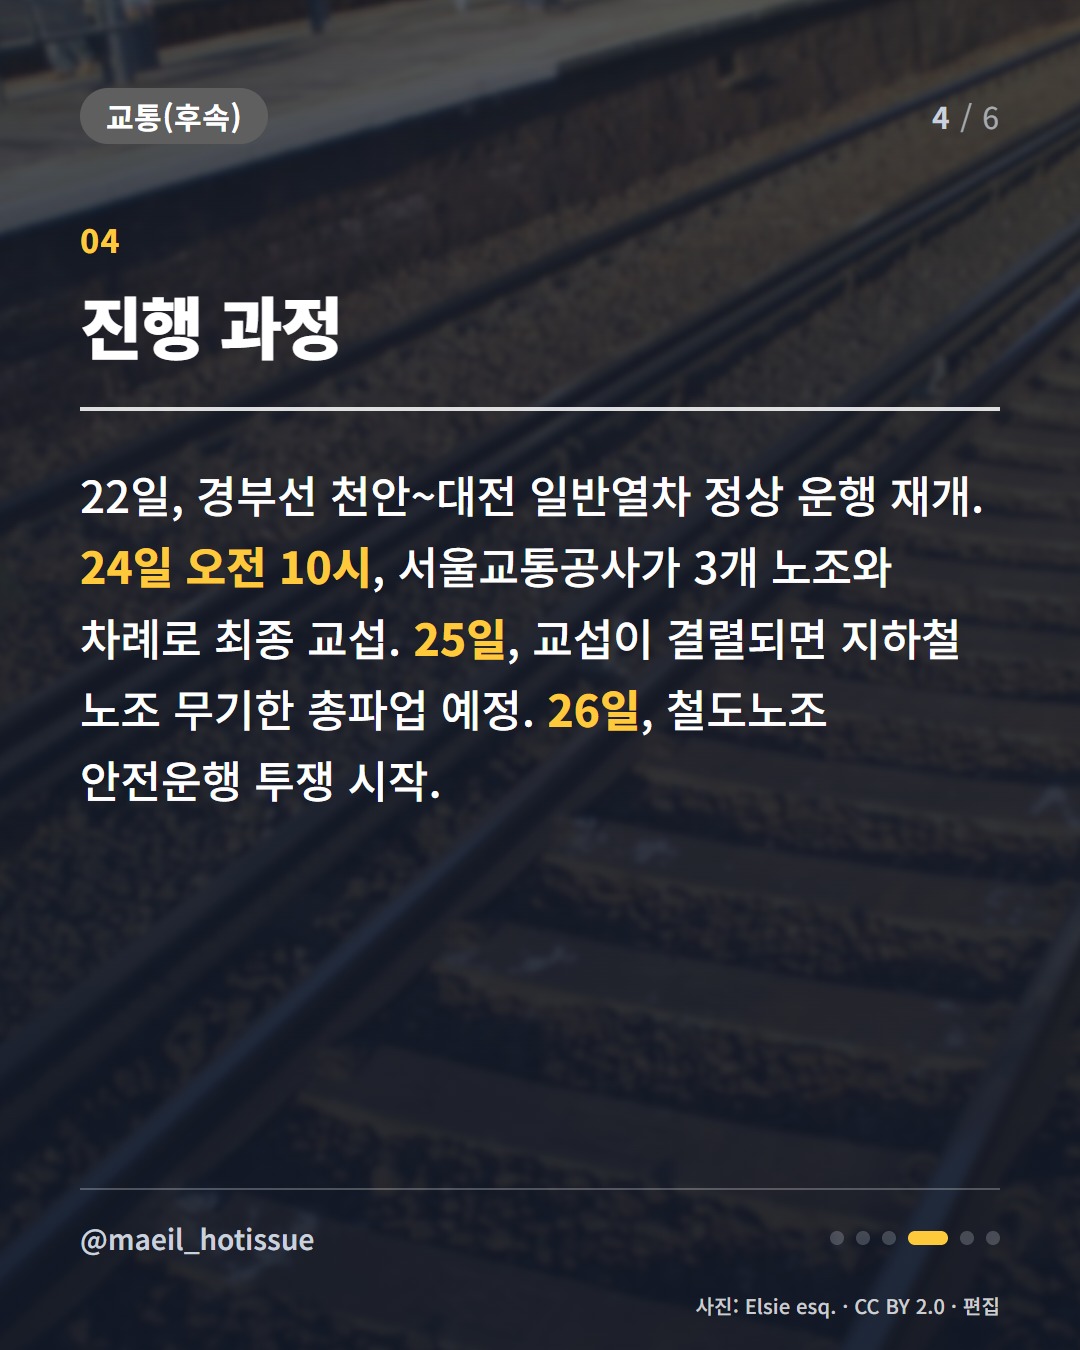 교통(후속)
4 / 6
04
진행 과정
22일, 경부선 천안~대전 일반열차 정상 운행 재개.
24일 오전 10시, 서울교통공사가 3개 노조와
차례로 최종 교섭. 25일, 교섭이 결렬되면 지하철
노조 무기한 총파업 예정. 26일, 철도노조
안전운행 투쟁 시작.
@maeil_hotissue
사진: Elsie esq. · CC BY 2.0 · 편집